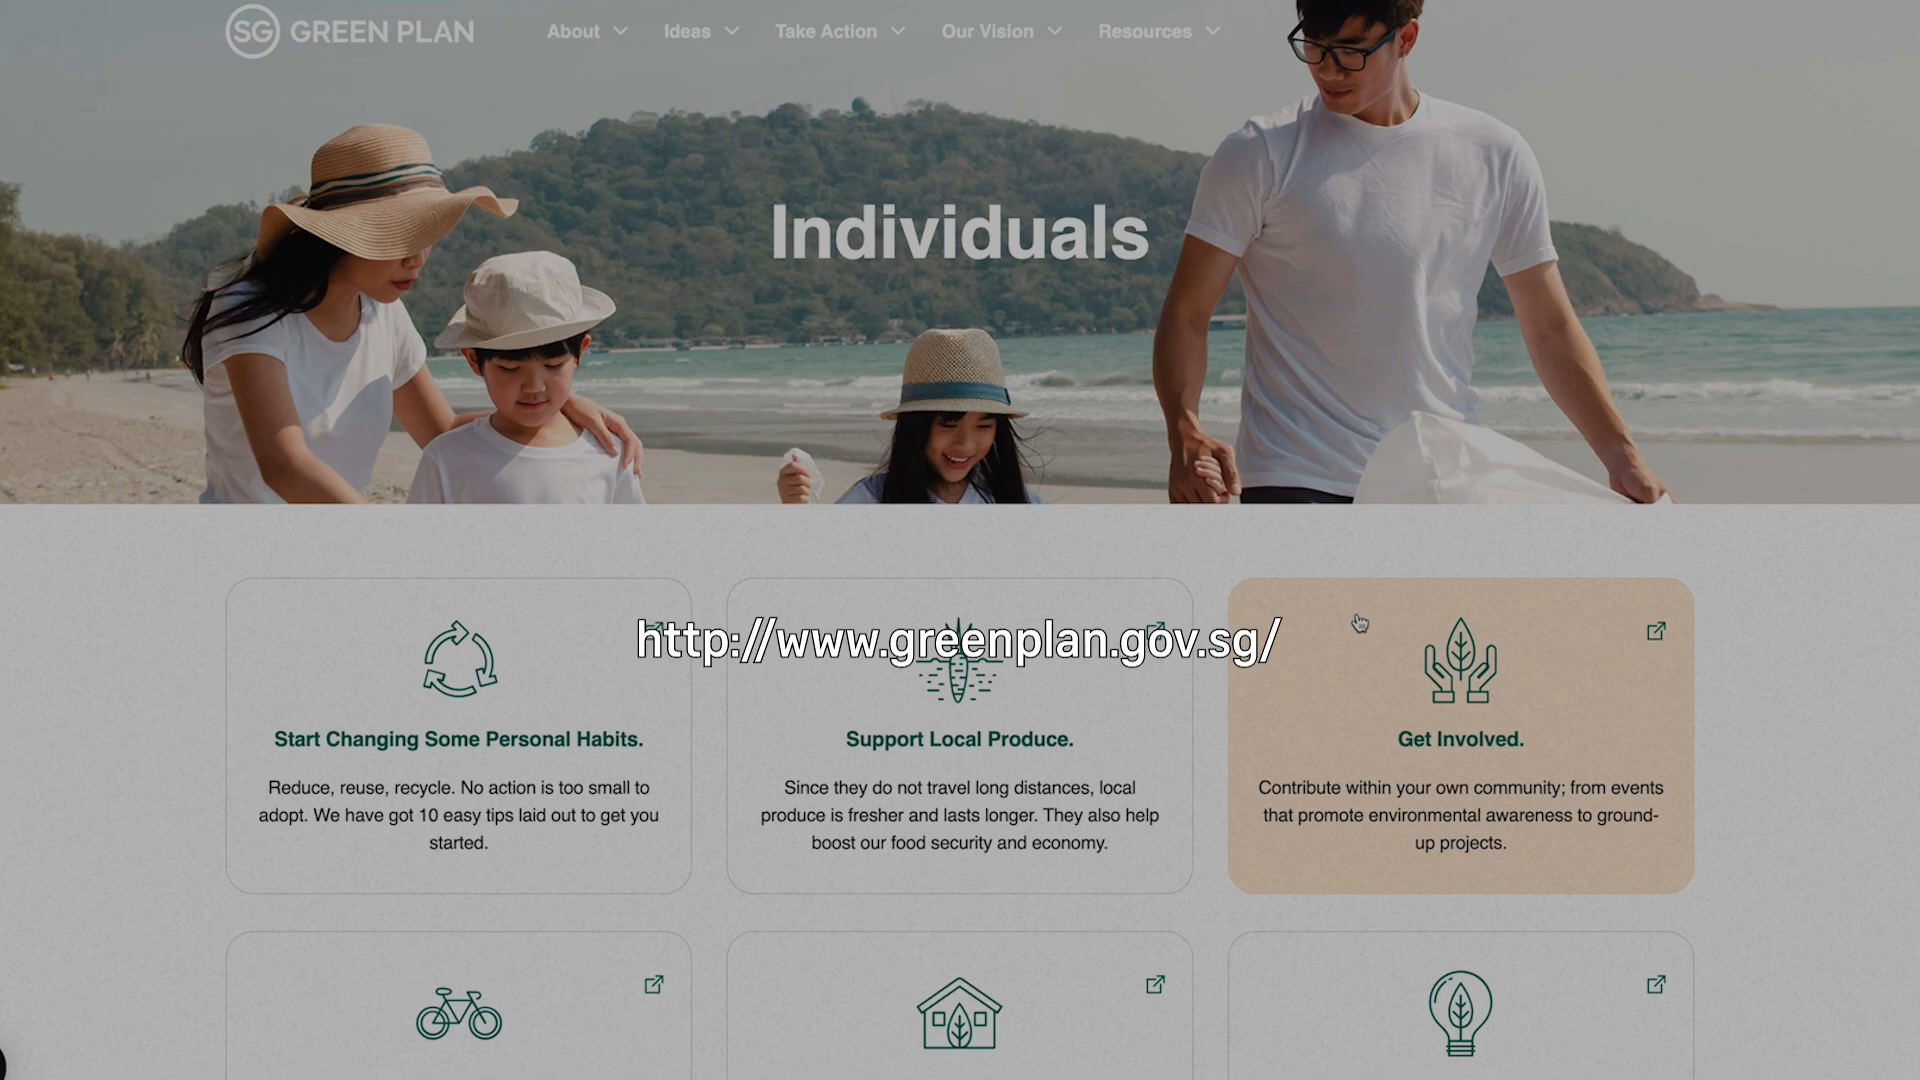 SG GREEN PLAN
About
Ideas
Take Action
Our Vision
Resources
Individuals
http://www.greenplan.gov.sg/
Start Changing Some Personal Habits.
Reduce, reuse, recycle. No action is too small to
adopt. We have got 10 easy tips laid out to get you
started.
Support Local Produce.
Since they do not travel long distances, local
produce is fresher and lasts longer. They also help
boost our food security and economy.
Get Involved.
Contribute within your own community; from events
that promote environmental awareness to ground-
up projects.